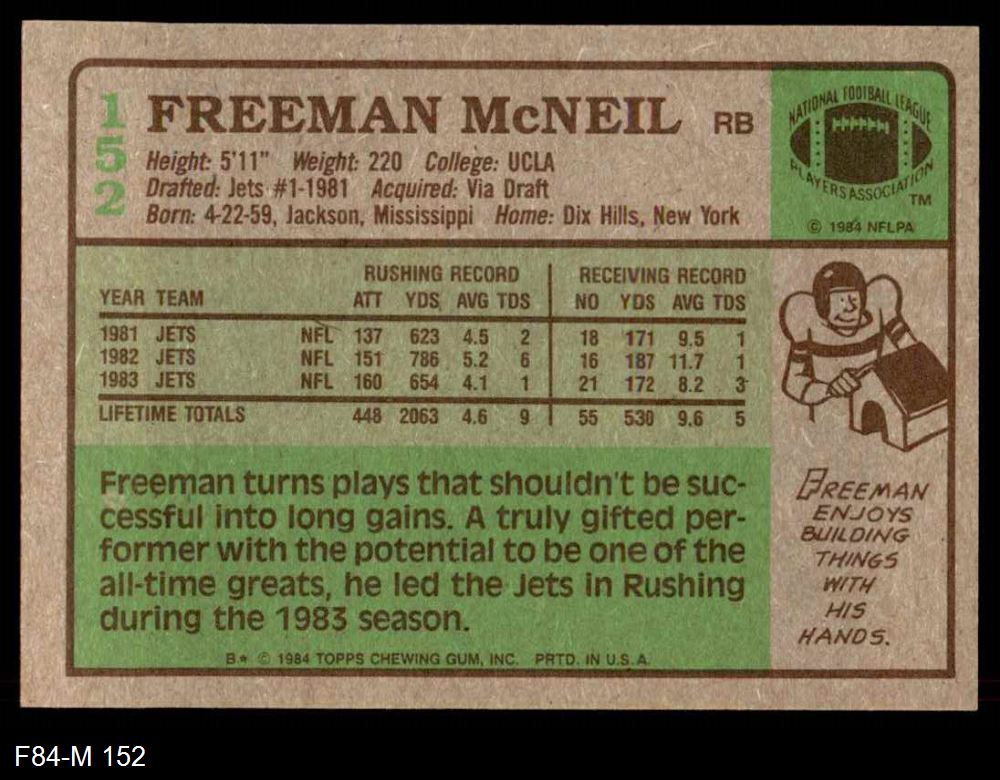 152
FREEMAN McNEIL RB
Height: 5'11" Weight: 220 College: UCLA
Drafted: Jets #1-1981 Acquired: Via Draft
Born: 4-22-59, Jackson, Mississippi Home: Dix Hills, New York
NATIONAL FOOTBALL LEAGUE
PLAYERS ASSOCIATION
TM
© 1984 NFLPA
RUSHING RECORD RECEIVING RECORD
YEAR TEAM ATT YDS AVG TDS NO YDS AVG TDS
1981 JETS NFL 137 623 4.5 2 18 171 9.5 1
1982 JETS NFL 151 786 5.2 6 16 187 11.7 1
1983 JETS NFL 160 654 4.1 1 21 172 8.2 3
LIFETIME TOTALS 448 2063 4.6 9 55 530 9.6 5
Freeman turns plays that shouldn't be suc-
cessful into long gains. A truly gifted per-
former with the potential to be one of the
all-time greats, he led the Jets in Rushing
during the 1983 season.
FREEMAN
ENJOYS
BUILDING
THINGS
WITH
HIS
HANDS.
B.* © 1984 TOPPS CHEWING GUM, INC. PRTD. IN U.S.A.
F84-M 152